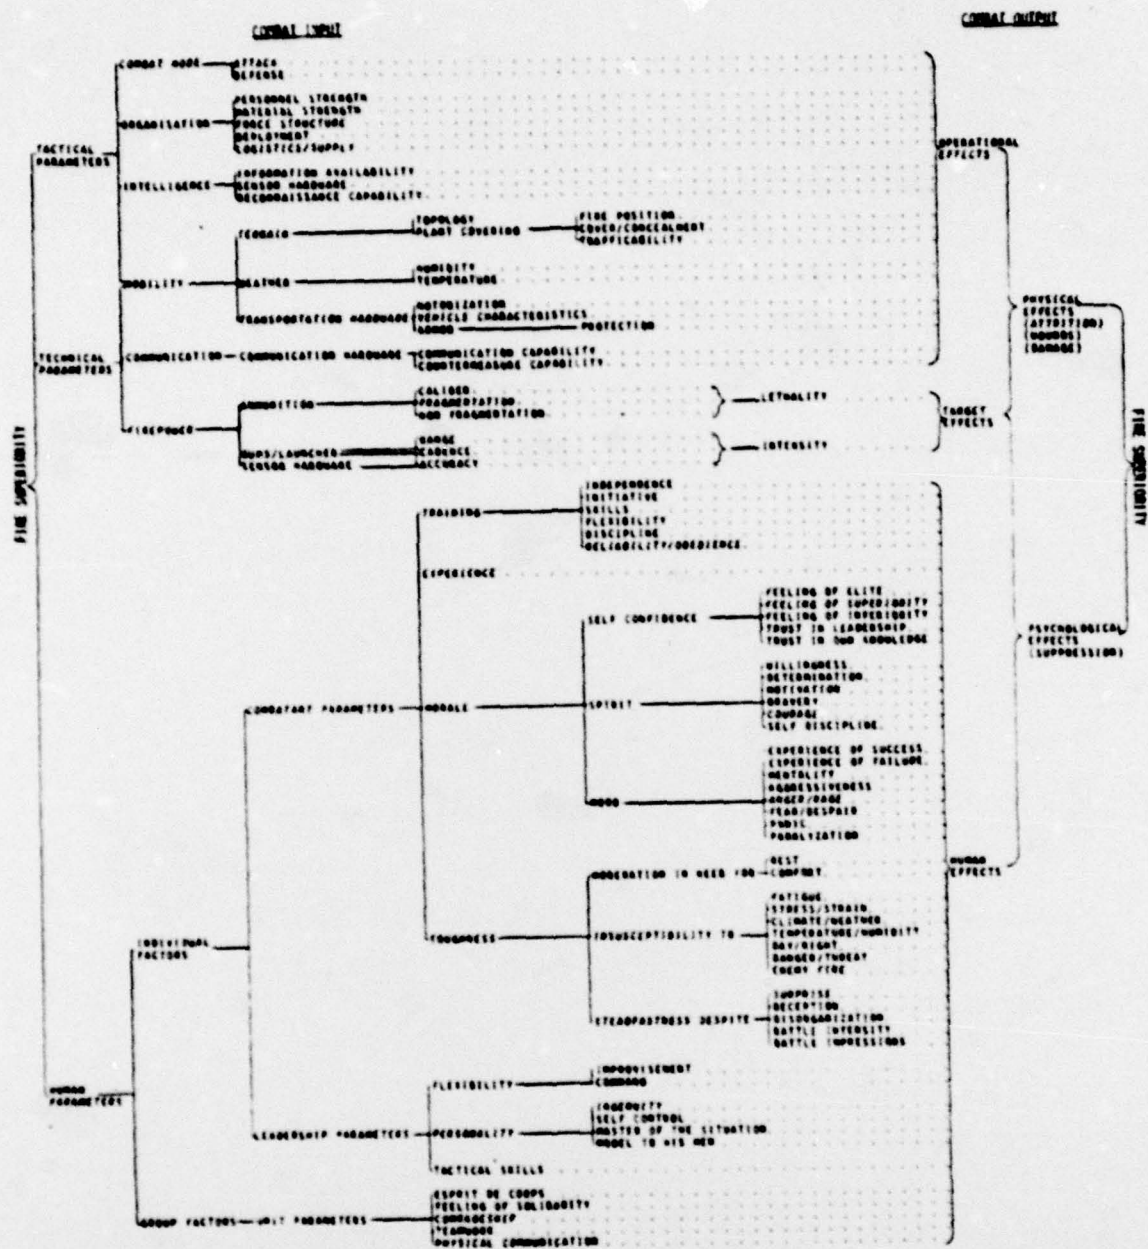 COMBAT INPUT
COMBAT OUTPUT
COMBAT MODE
ATTACK
DEFENSE
ORGANISATION
PERSONNEL STRENGTH
MATERIAL STRENGTH
FORCE STRUCTURE
DEPLOYMENT
LOGISTICS/SUPPLY
TACTICAL
PARAMETERS
INTELLIGENCE
INFORMATION AVAILABILITY
SENSOR HARDWARE
RECONNAISSANCE CAPABILITY
OPERATIONAL
EFFECTS
MOBILITY
TERRAIN
TOPOLOGY
PLANT COVERING
FIRE POSITION
COVER/CONCEALMENT
TRAFFICABILITY
WEATHER
HUMIDITY
TEMPERATURE
TRANSPORTATION HARDWARE
MOTORIZATION
VEHICLE CHARACTERISTICS
ARMOR
PROTECTION
PHYSICAL
EFFECTS
(ATTRITION)
(WOUNDS)
(DAMAGE)
TECHNICAL
PARAMETERS
COMMUNICATION
COMMUNICATION HARDWARE
COMMUNICATION CAPABILITY
COUNTERMEASURE CAPABILITY
FIREPOWER
AMMUNITION
CALIBER
FRAGMENTATION
NON FRAGMENTATION
LETHALITY
TARGET
EFFECTS
GUNS/LAUNCHER
SENSOR HARDWARE
RANGE
CADENCE
ACCURACY
INTENSITY
FIRE SUPERIORITY
FIRE SUPERIORITY
TRAINING
INDEPENDENCE
INITIATIVE
SKILLS
FLEXIBILITY
DISCIPLINE
RELIABILITY/OBEDIENCE
EXPERIENCE
SELF CONFIDENCE
FEELING OF ELITE
FEELING OF SUPERIORITY
FEELING OF INFERIORITY
TRUST IN LEADERSHIP
TRUST IN OWN KNOWLEDGE
PSYCHOLOGICAL
EFFECTS
(SUPPRESSION)
COMBATART PARAMETERS
MORALE
SPIRIT
WILLINGNESS
DETERMINATION
MOTIVATION
BRAVERY
COURAGE
SELF DISCIPLINE
MOOD
EXPERIENCE OF SUCCESS
EXPERIENCE OF FAILURE
MENTALITY
AGGRESSIVENESS
ANGER/RAGE
FEAR/DESPAIR
PANIC
PARALYZATION
HUMAN
EFFECTS
TOUGHNESS
MODERATION IN NEED FOR
REST
COMFORT
INSUSCEPTIBILITY TO
FATIGUE
STRESS/STRAIN
CLIMATE/WEATHER
TEMPERATURE/HUMIDITY
DAY/NIGHT
DANGER/THREAT
ENEMY FIRE
STEADFASTNESS DESPITE
SURPRISE
DECEPTION
DISORGANIZATION
BATTLE INTENSITY
BATTLE IMPRESSIONS
INDIVIDUAL
FACTORS
HUMAN
PARAMETERS
LEADERSHIP PARAMETERS
FLEXIBILITY
IMPROVISEMENT
COMMAND
PERSONALITY
INGENUITY
SELF CONTROL
MASTER OF THE SITUATION
MODEL TO HIS MEN
TACTICAL SKILLS
GROUP FACTORS
UNIT PARAMETERS
ESPRIT DE CORPS
FEELING OF SOLIDARITY
COMRADESHIP
TEAMWORK
PHYSICAL COMMUNICATION